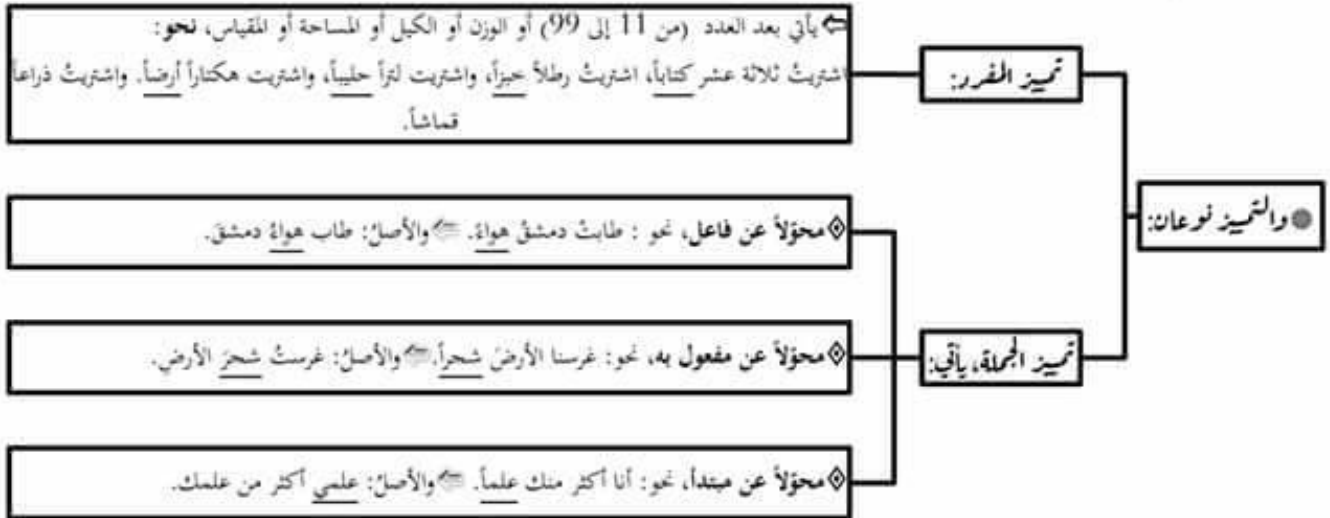 والتمييز نوعان:
تمييز المفرد:
يأتي بعد العدد (من 11 إلى 99) أو الوزن أو الكيل أو المساحة أو المقياس، نحو:
اشتريتُ ثلاثة عشر كتاباً، اشتريتُ رطلاً خبزاً، واشتريت لتراً حليباً، واشتريت هكتاراً أرضاً. واشتريتُ ذراعاً
قماشاً.
تمييز الجملة، يأتي:
محوّلاً عن فاعل، نحو : طابتْ دمشقُ هواءً. والأصلُ: طاب هواءُ دمشقَ.
محوّلاً عن مفعول به، نحو: غرسنا الأرضَ شجراً. والأصلُ: غرستُ شجرَ الأرضِ.
محوّلاً عن مبتدأ، نحو: أنا أكثر منك علماً. والأصلُ: علمي أكثر من علمك.